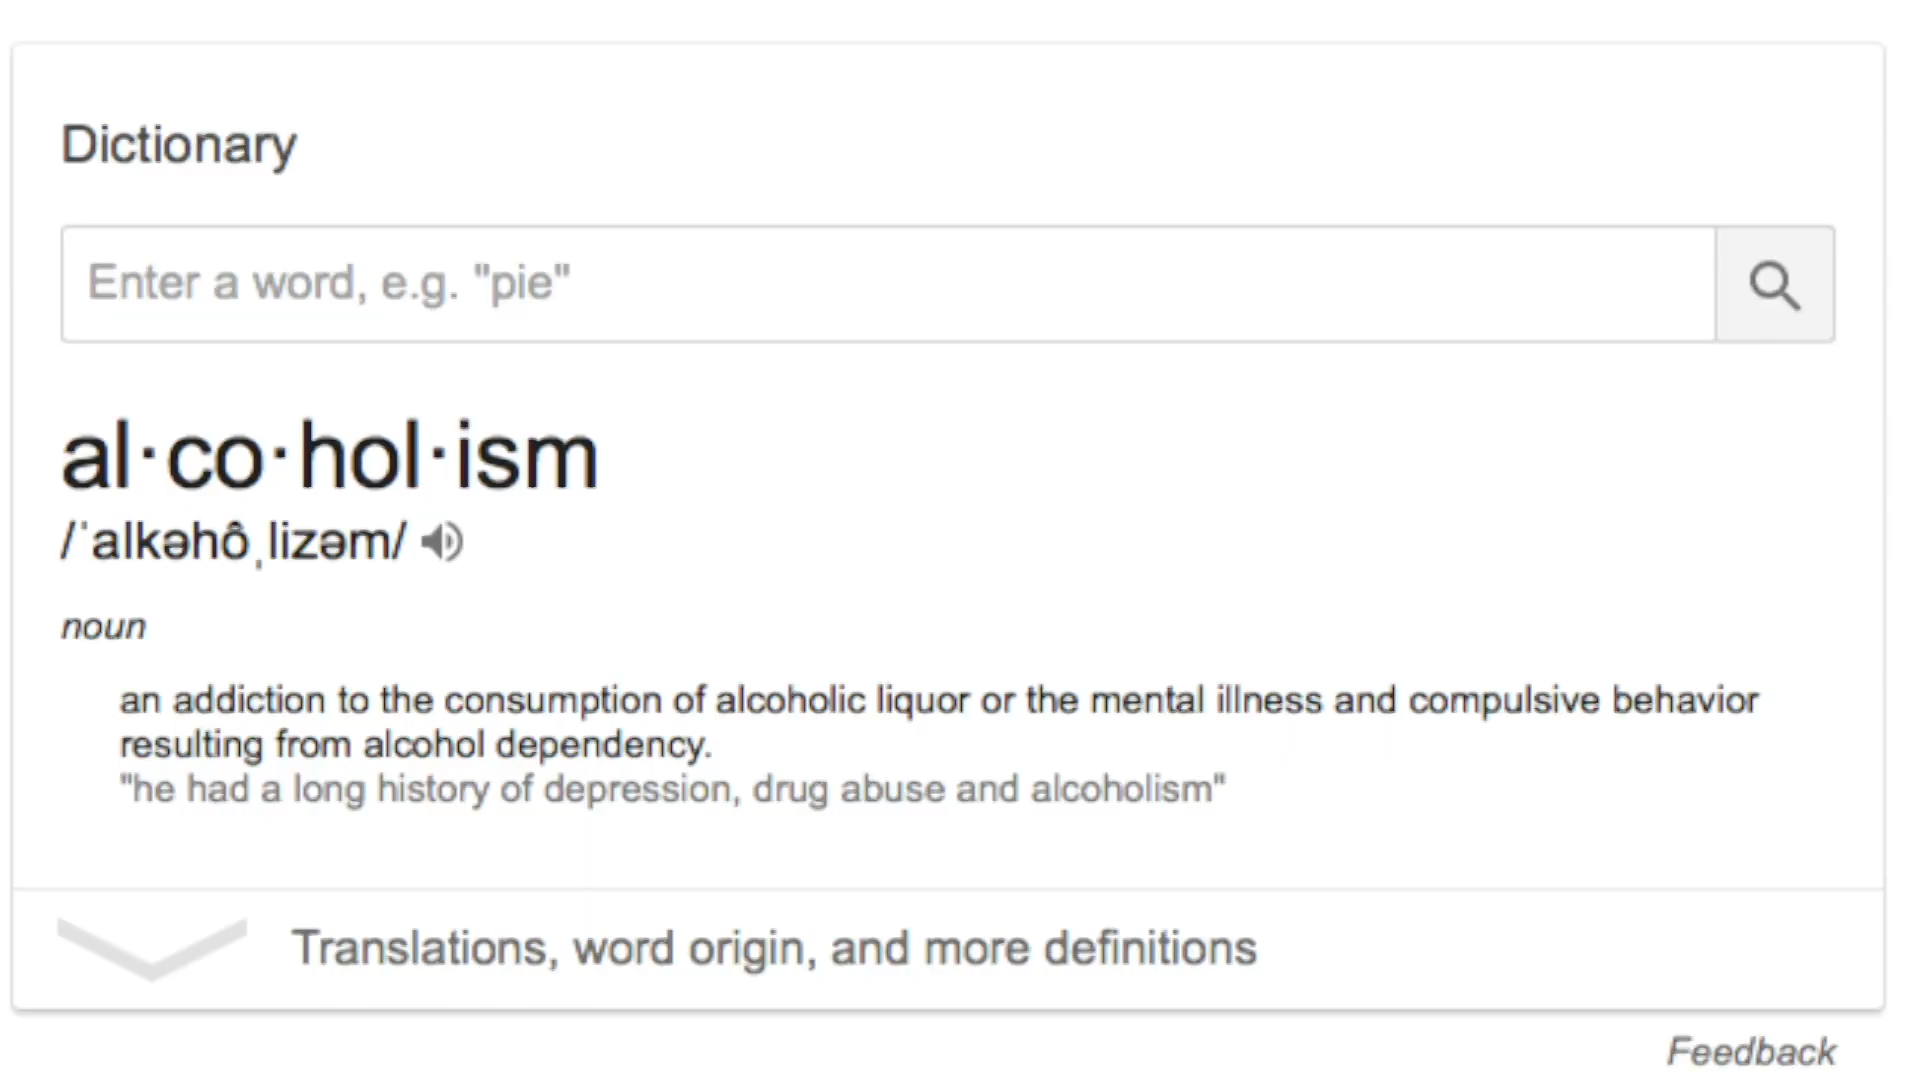 Dictionary
Enter a word, e.g. "pie"
al·co·hol·ism
/ˈalkəhôˌlizəm/
noun
an addiction to the consumption of alcoholic liquor or the mental illness and compulsive behavior
resulting from alcohol dependency.
"he had a long history of depression, drug abuse and alcoholism"
Translations, word origin, and more definitions
Feedback